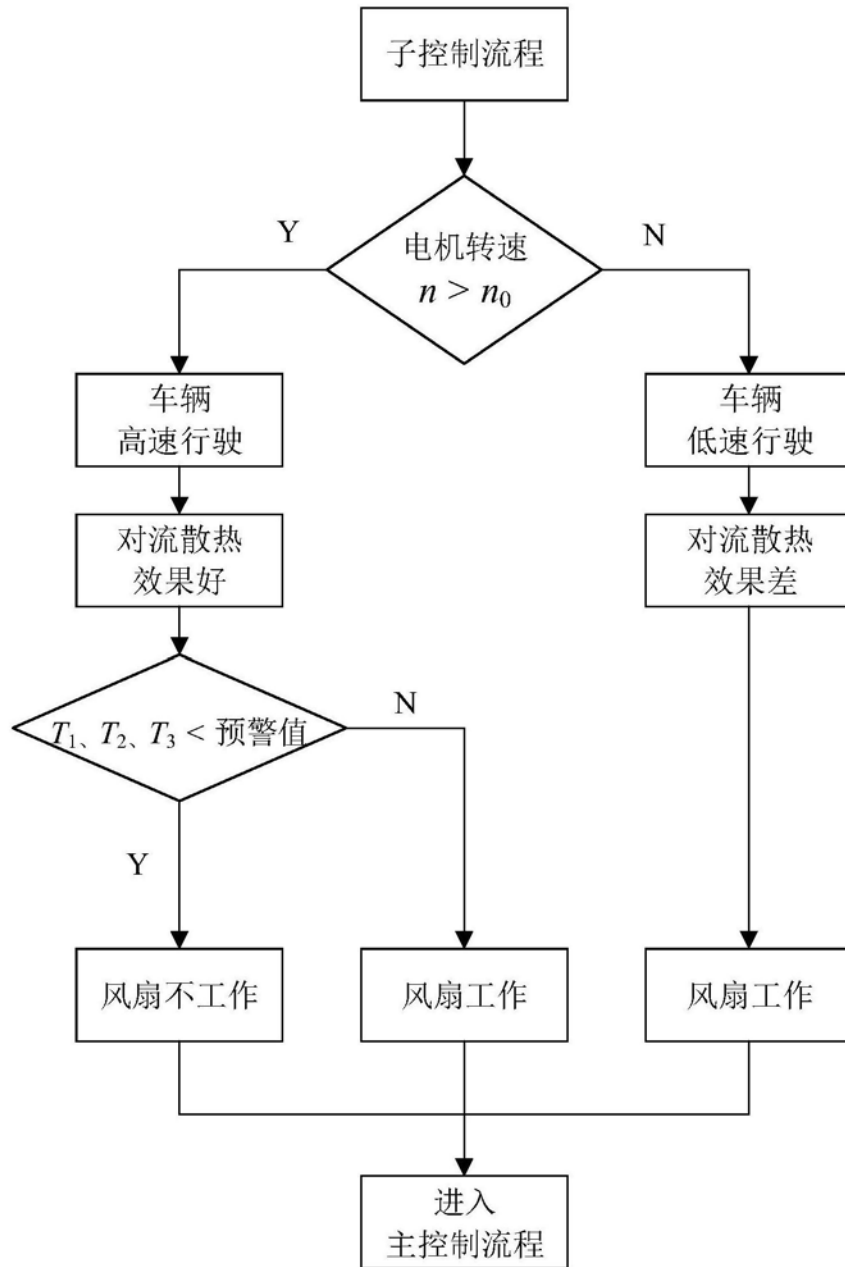 子控制流程
电机转速
n > n₀
Y
N
车辆
高速行驶
车辆
低速行驶
对流散热
效果好
对流散热
效果差
T₁、T₂、T₃ < 预警值
N
Y
风扇不工作
风扇工作
风扇工作
进入
主控制流程